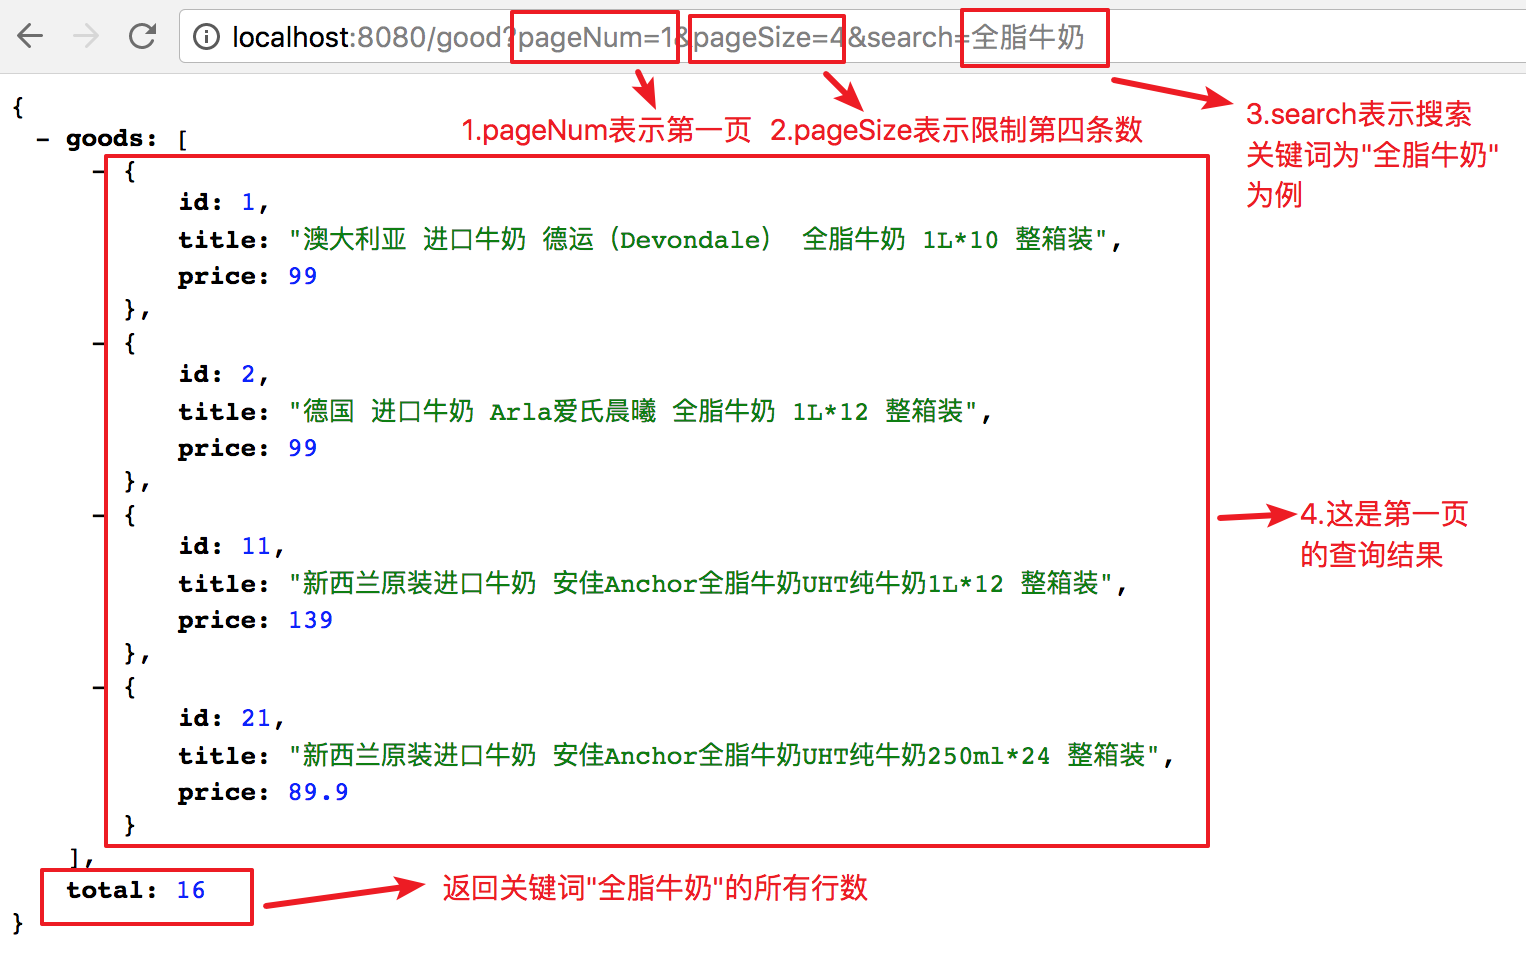 localhost:8080/good?pageNum=1&pageSize=4&search=全脂牛奶
1.pageNum表示第一页 2.pageSize表示限制第四条数
3.search表示搜索
关键词为"全脂牛奶"
为例
{
– goods: [
– {
id: 1,
title: "澳大利亚 进口牛奶 德运（Devondale） 全脂牛奶 1L*10 整箱装",
price: 99
},
– {
id: 2,
title: "德国 进口牛奶 Arla爱氏晨曦 全脂牛奶 1L*12 整箱装",
price: 99
},
– {
id: 11,
title: "新西兰原装进口牛奶 安佳Anchor全脂牛奶UHT纯牛奶1L*12 整箱装",
price: 139
},
– {
id: 21,
title: "新西兰原装进口牛奶 安佳Anchor全脂牛奶UHT纯牛奶250ml*24 整箱装",
price: 89.9
}
4.这是第一页
的查询结果
],
total: 16
返回关键词"全脂牛奶"的所有行数
}